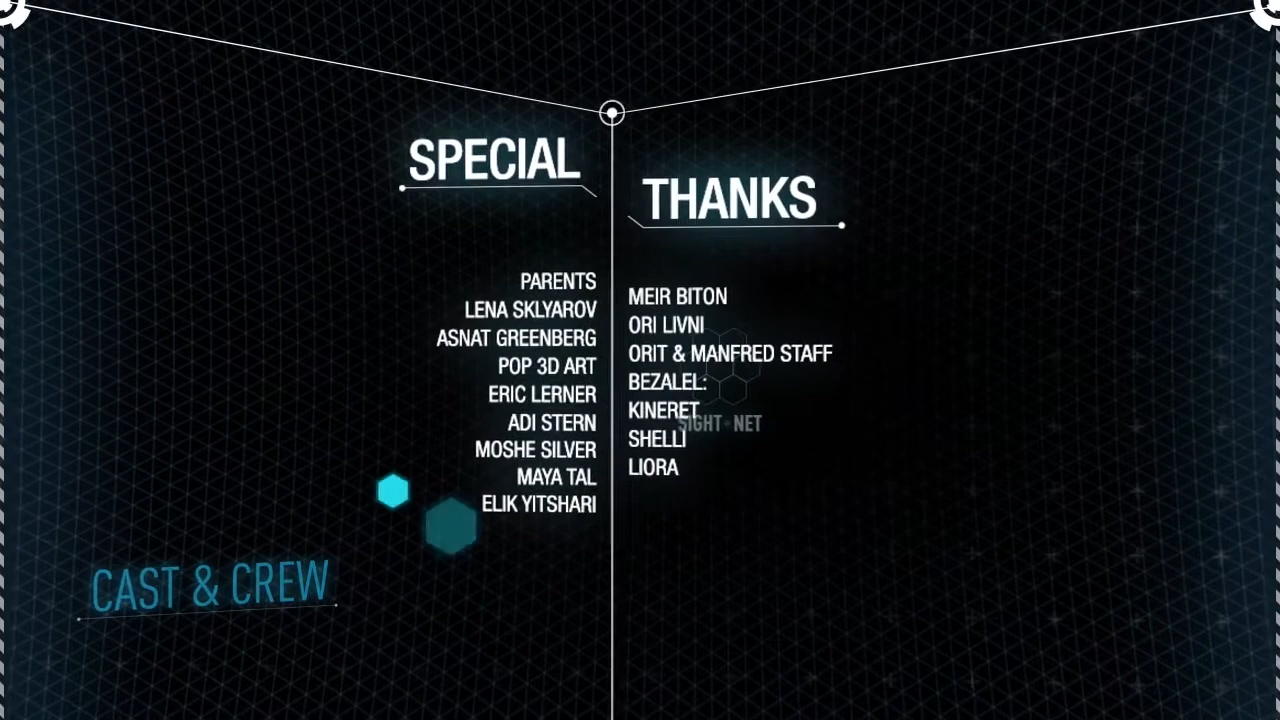 SPECIAL
THANKS
PARENTS
LENA SKLYAROV
ASNAT GREENBERG
POP 3D ART
ERIC LERNER
ADI STERN
MOSHE SILVER
MAYA TAL
ELIK YITSHARI
MEIR BITON
ORI LIVNI
ORIT & MANFRED STAFF
BEZALEL:
KINERET
SHELLI
LIORA
SIGHT NET
CAST & CREW